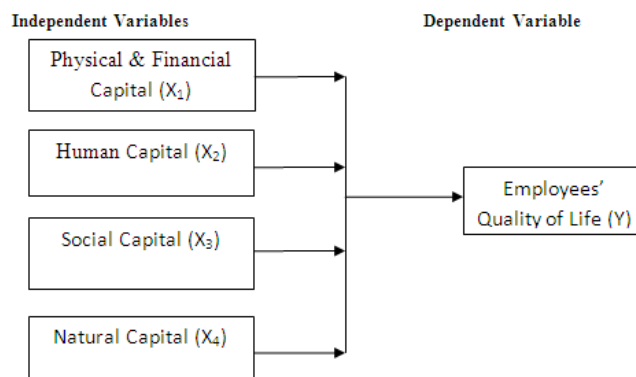 Independent Variables
Dependent Variable
Physical & Financial
Capital (X₁)
Human Capital (X₂)
Social Capital (X₃)
Natural Capital (X₄)
Employees'
Quality of Life (Y)